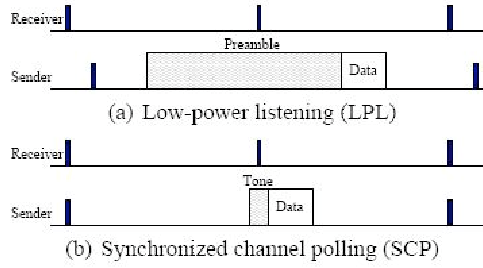 Receiver
Preamble
Sender
Data
(a) Low-power listening (LPL)
Receiver
Tone
Sender
Data
(b) Synchronized channel polling (SCP)